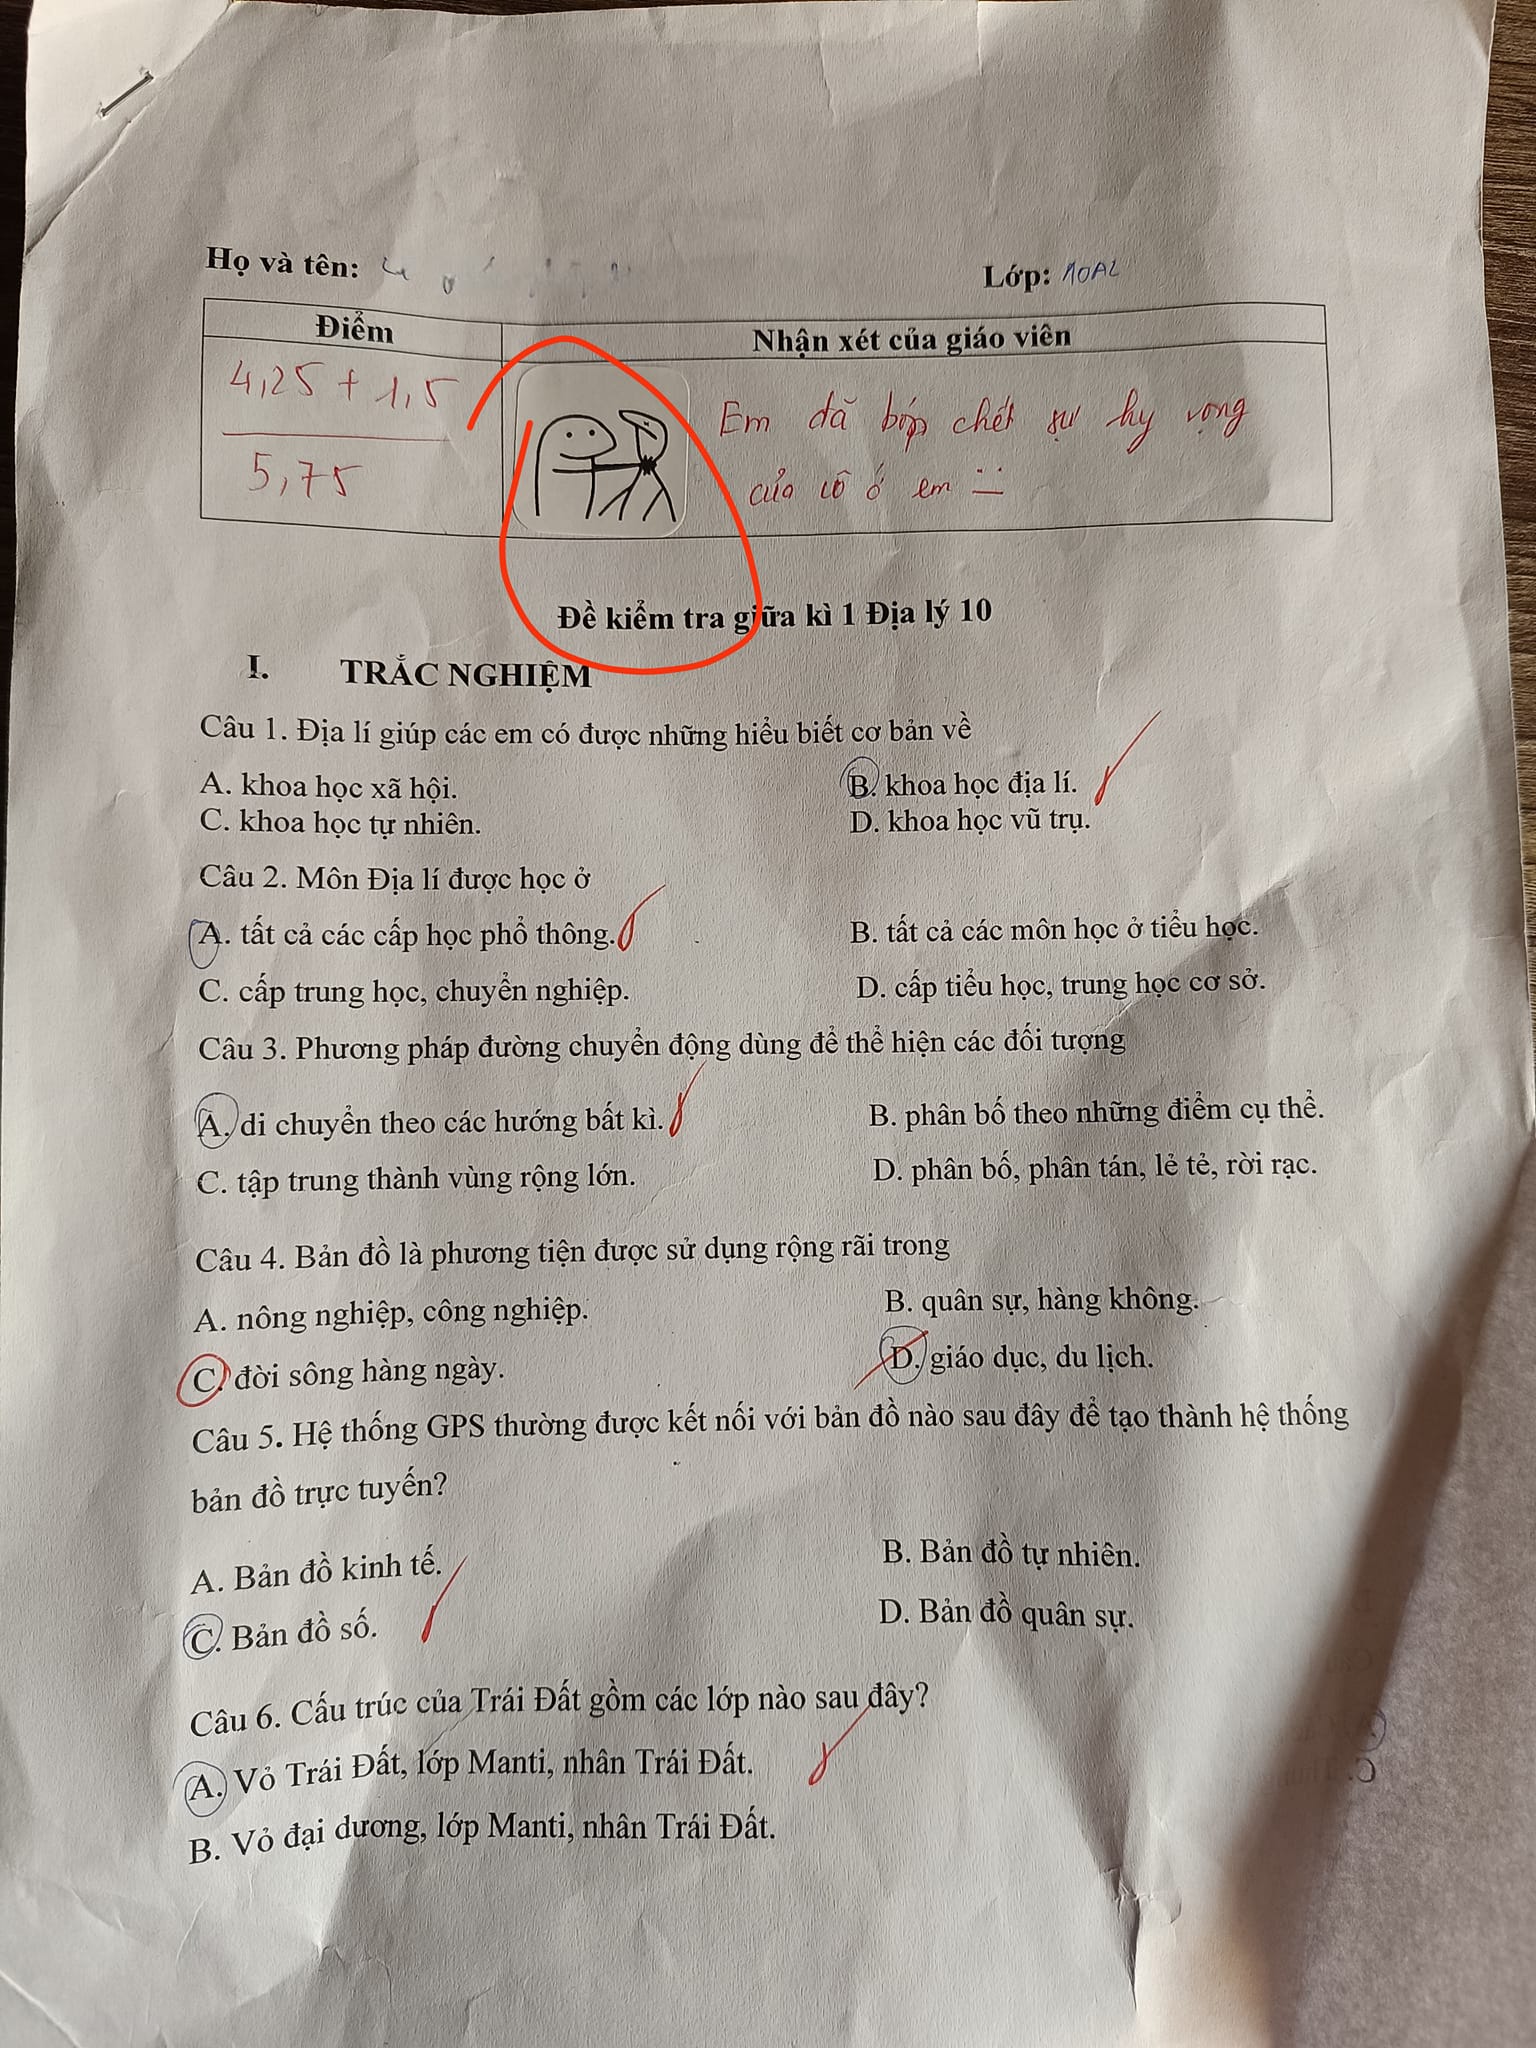 Họ và tên:
Lớp: 10A2
Điểm
Nhận xét của giáo viên
4,25 + 1,5
5,75
Em đã bóp chết sự hy vọng
của cô ở em
Đề kiểm tra giữa kì 1 Địa lý 10
I. TRẮC NGHIỆM
Câu 1. Địa lí giúp các em có được những hiểu biết cơ bản về
A. khoa học xã hội. B. khoa học địa lí.
C. khoa học tự nhiên. D. khoa học vũ trụ.
Câu 2. Môn Địa lí được học ở
A. tất cả các cấp học phổ thông. B. tất cả các môn học ở tiểu học.
C. cấp trung học, chuyển nghiệp. D. cấp tiểu học, trung học cơ sở.
Câu 3. Phương pháp đường chuyển động dùng để thể hiện các đối tượng
A. di chuyển theo các hướng bất kì. B. phân bố theo những điểm cụ thể.
C. tập trung thành vùng rộng lớn. D. phân bố, phân tán, lẻ tẻ, rời rạc.
Câu 4. Bản đồ là phương tiện được sử dụng rộng rãi trong
A. nông nghiệp, công nghiệp. B. quân sự, hàng không.
C. đời sông hàng ngày. D. giáo dục, du lịch.
Câu 5. Hệ thống GPS thường được kết nối với bản đồ nào sau đây để tạo thành hệ thống
bản đồ trực tuyến?
A. Bản đồ kinh tế. B. Bản đồ tự nhiên.
C. Bản đồ số. D. Bản đồ quân sự.
Câu 6. Cấu trúc của Trái Đất gồm các lớp nào sau đây?
A. Vỏ Trái Đất, lớp Manti, nhân Trái Đất.
B. Vỏ đại dương, lớp Manti, nhân Trái Đất.